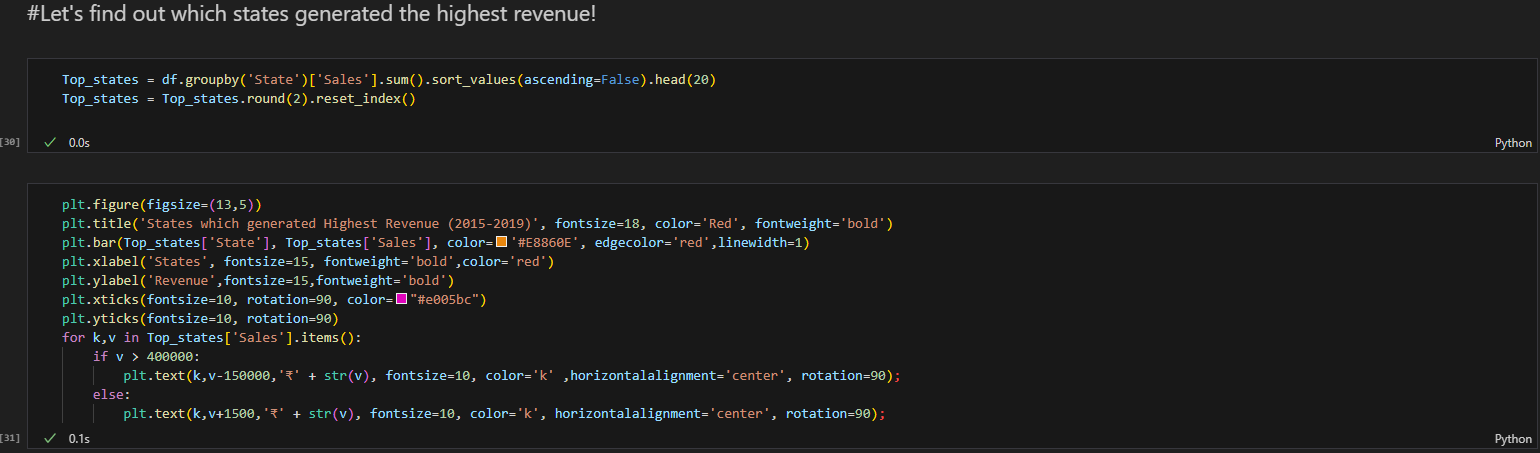 #Let's find out which states generated the highest revenue!
Top_states = df.groupby('State')['Sales'].sum().sort_values(ascending=False).head(20)
Top_states = Top_states.round(2).reset_index()
[30] ✓ 0.0s Python
plt.figure(figsize=(13,5))
plt.title('States which generated Highest Revenue (2015-2019)', fontsize=18, color='Red', fontweight='bold')
plt.bar(Top_states['State'], Top_states['Sales'], color='#E8860E', edgecolor='red',linewidth=1)
plt.xlabel('States', fontsize=15, fontweight='bold',color='red')
plt.ylabel('Revenue',fontsize=15,fontweight='bold')
plt.xticks(fontsize=10, rotation=90, color="#e005bc")
plt.yticks(fontsize=10, rotation=90)
for k,v in Top_states['Sales'].items():
    if v > 400000:
        plt.text(k,v-150000,'₹' + str(v), fontsize=10, color='k' ,horizontalalignment='center', rotation=90);
    else:
        plt.text(k,v+1500,'₹' + str(v), fontsize=10, color='k', horizontalalignment='center', rotation=90);
[31] ✓ 0.1s Python